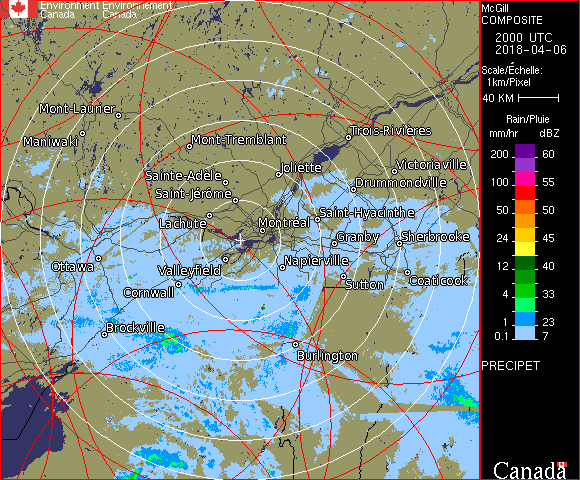 Environment Environnement
Canada Canada
McGill
COMPOSITE
2000 UTC
2018-04-06
Scale/Échelle:
1km/Pixel
40 KM
Rain/Pluie
mm/hr dBZ
200 60
100 55
50 50
24 45
12 40
4 33
1 23
0.1 7
PRECIPET
Canada
Mont-Laurier
Maniwaki
Mont-Tremblant
Trois-Rivières
Sainte-Adèle
Joliette
Victoriaville
Saint-Jérôme
Drummondville
Lachute
Montréal
Saint-Hyacinthe
Granby
Sherbrooke
Ottawa
Valleyfield
Napierville
Cornwall
Sutton
Coaticook
Brockville
Burlington